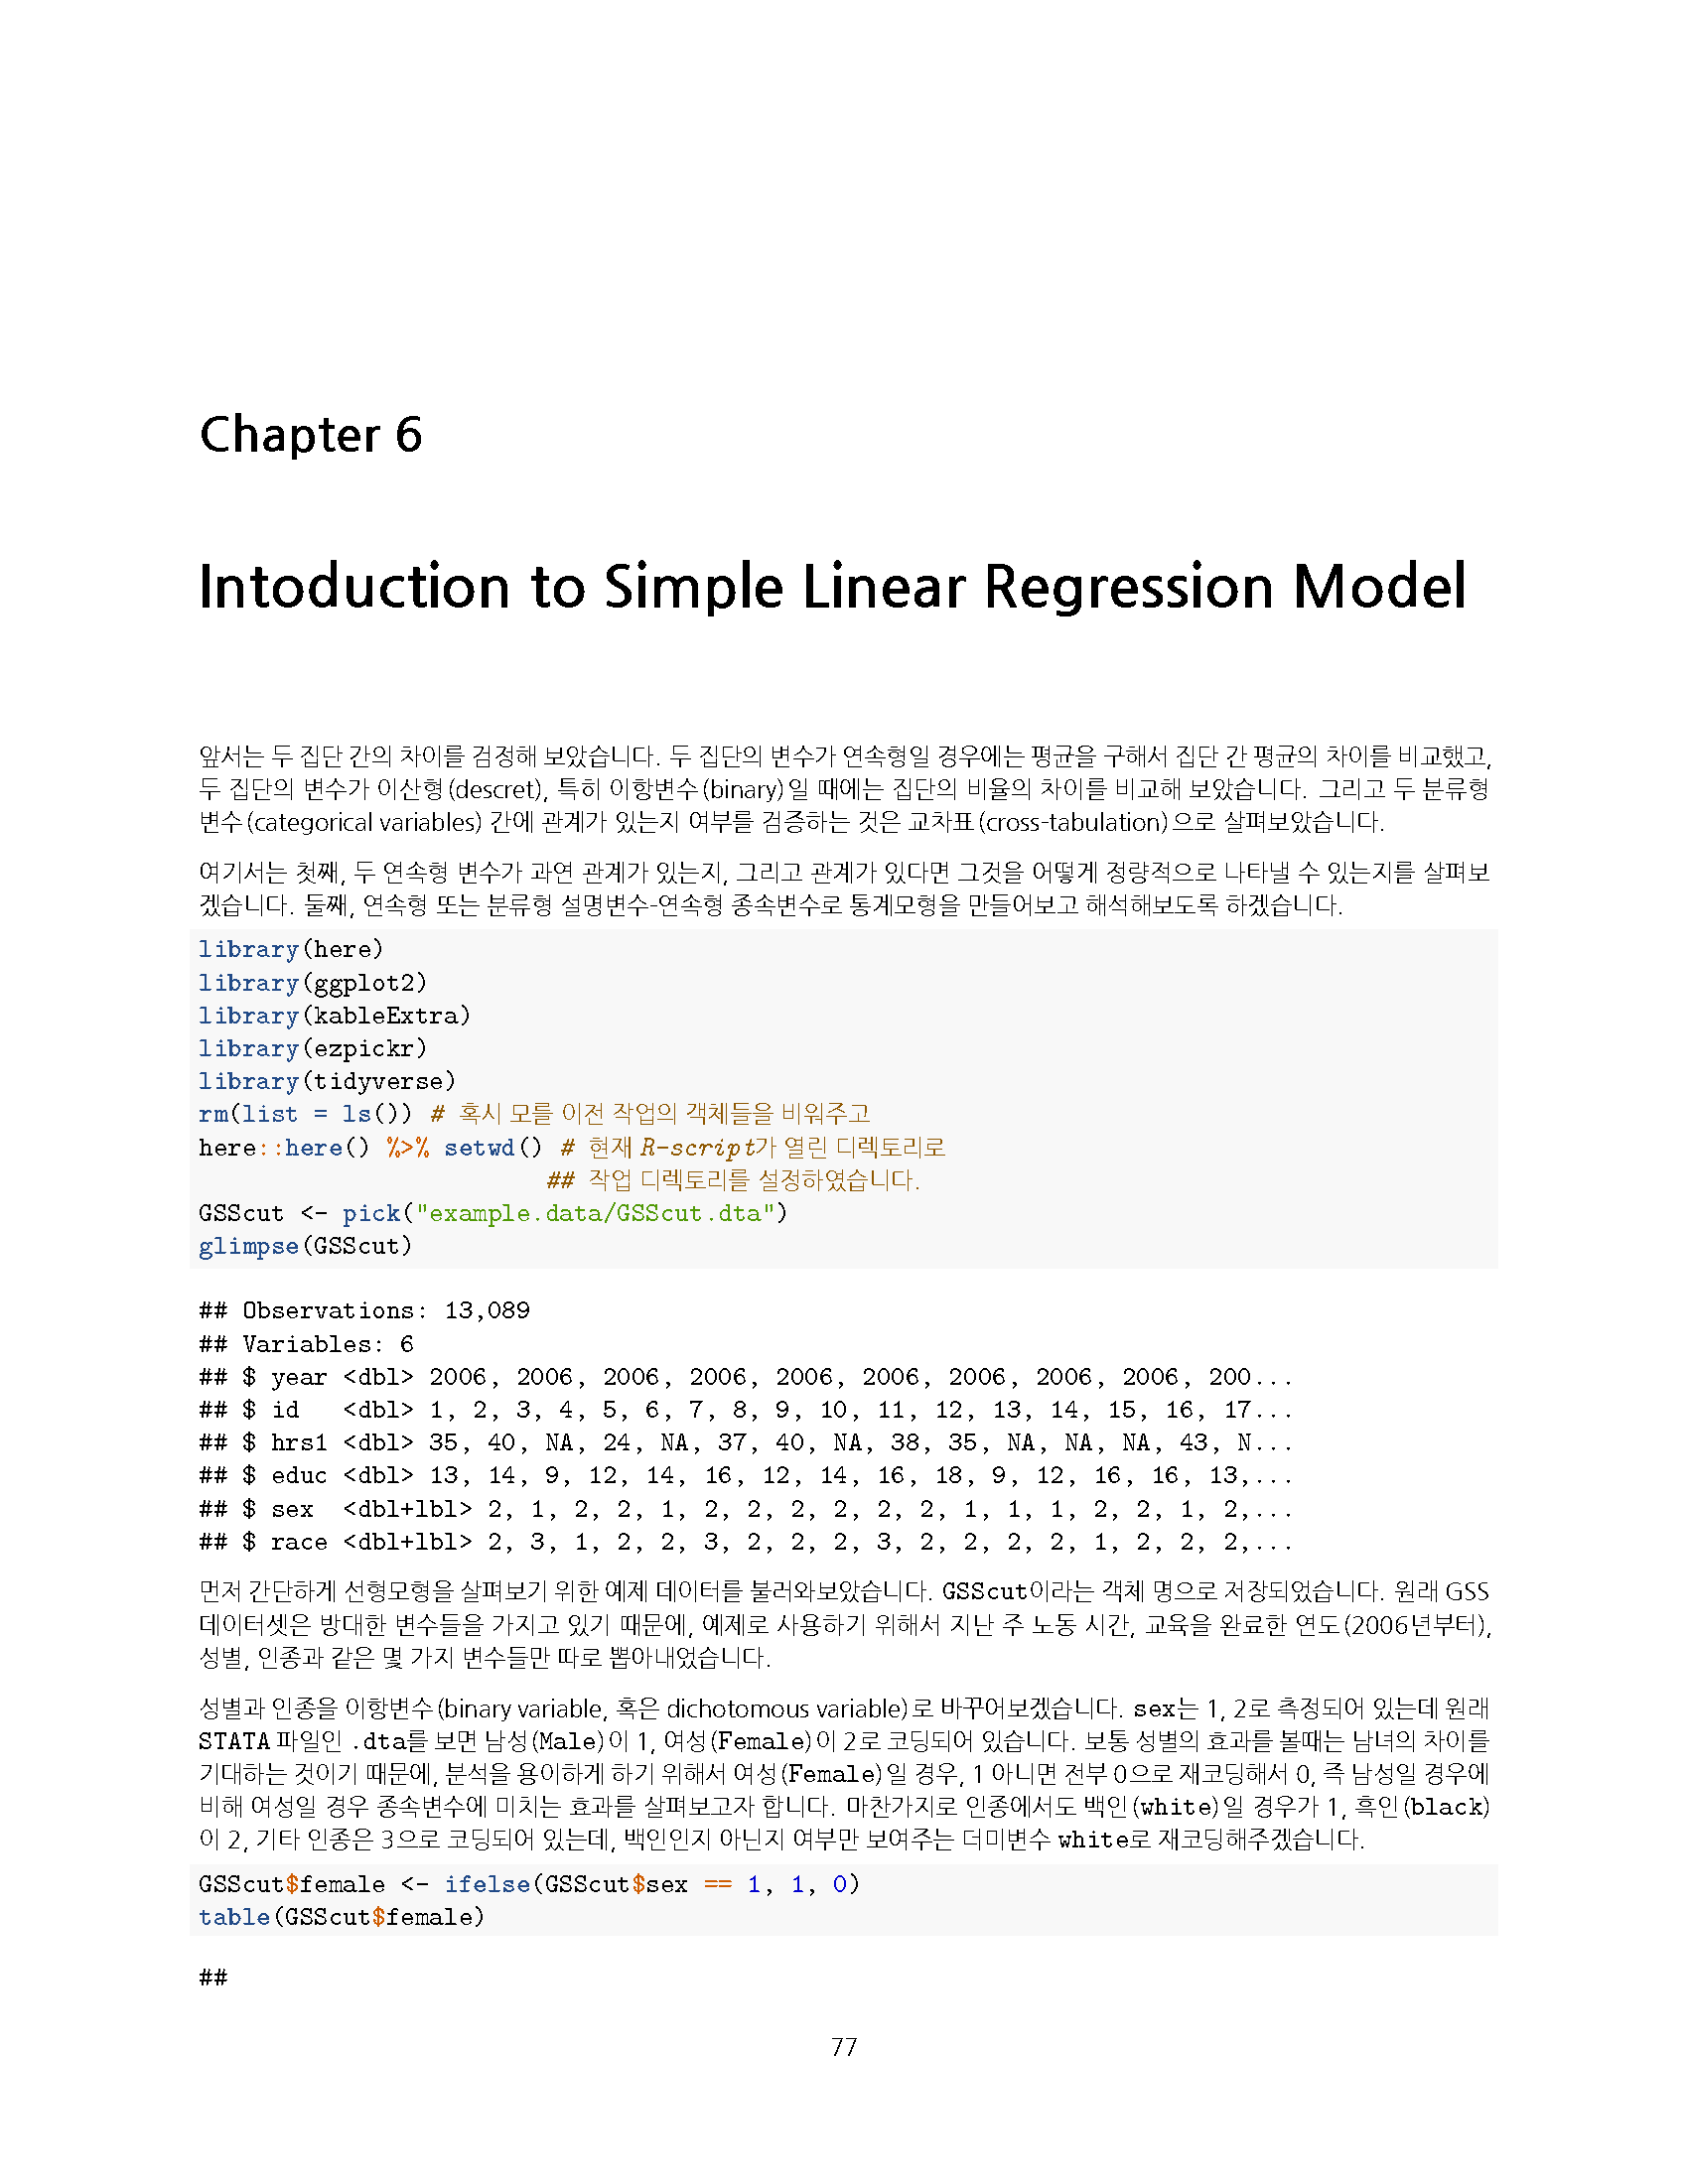 Chapter 6
Intoduction to Simple Linear Regression Model
앞서는 두 집단 간의 차이를 검정해 보았습니다. 두 집단의 변수가 연속형일 경우에는 평균을 구해서 집단 간 평균의 차이를 비교했고,
두 집단의 변수가 이산형(descret), 특히 이항변수(binary)일 때에는 집단의 비율의 차이를 비교해 보았습니다. 그리고 두 분류형
변수(categorical variables) 간에 관계가 있는지 여부를 검증하는 것은 교차표(cross-tabulation)으로 살펴보았습니다.
여기서는 첫째, 두 연속형 변수가 과연 관계가 있는지, 그리고 관계가 있다면 그것을 어떻게 정량적으로 나타낼 수 있는지를 살펴보
겠습니다. 둘째, 연속형 또는 분류형 설명변수-연속형 종속변수로 통계모형을 만들어보고 해석해보도록 하겠습니다.
library(here)
library(ggplot2)
library(kableExtra)
library(ezpickr)
library(tidyverse)
rm(list = ls()) # 혹시 모를 이전 작업의 객체들을 비워주고
here::here() %>% setwd() # 현재 R-script가 열린 디렉토리로
## 작업 디렉토리를 설정하였습니다.
GSScut <- pick("example.data/GSScut.dta")
glimpse(GSScut)
## Observations: 13,089
## Variables: 6
## $ year <dbl> 2006, 2006, 2006, 2006, 2006, 2006, 2006, 2006, 2006, 200...
## $ id   <dbl> 1, 2, 3, 4, 5, 6, 7, 8, 9, 10, 11, 12, 13, 14, 15, 16, 17...
## $ hrs1 <dbl> 35, 40, NA, 24, NA, 37, 40, NA, 38, 35, NA, NA, NA, 43, N...
## $ educ <dbl> 13, 14, 9, 12, 14, 16, 12, 14, 16, 18, 9, 12, 16, 16, 13,...
## $ sex  <dbl+lbl> 2, 1, 2, 2, 1, 2, 2, 2, 2, 2, 2, 1, 1, 1, 2, 2, 1, 2,...
## $ race <dbl+lbl> 2, 3, 1, 2, 2, 3, 2, 2, 2, 3, 2, 2, 2, 2, 1, 2, 2, 2,...
먼저 간단하게 선형모형을 살펴보기 위한 예제 데이터를 불러와보았습니다. GSScut이라는 객체 명으로 저장되었습니다. 원래 GSS
데이터셋은 방대한 변수들을 가지고 있기 때문에, 예제로 사용하기 위해서 지난 주 노동 시간, 교육을 완료한 연도(2006년부터),
성별, 인종과 같은 몇 가지 변수들만 따로 뽑아내었습니다.
성별과 인종을 이항변수(binary variable, 혹은 dichotomous variable)로 바꾸어보겠습니다. sex는 1, 2로 측정되어 있는데 원래
STATA 파일인 .dta를 보면 남성(Male)이 1, 여성(Female)이 2로 코딩되어 있습니다. 보통 성별의 효과를 볼때는 남녀의 차이를
기대하는 것이기 때문에, 분석을 용이하게 하기 위해서 여성(Female)일 경우, 1 아니면 전부 0으로 재코딩해서 0, 즉 남성일 경우에
비해 여성일 경우 종속변수에 미치는 효과를 살펴보고자 합니다. 마찬가지로 인종에서도 백인(white)일 경우가 1, 흑인(black)
이 2, 기타 인종은 3으로 코딩되어 있는데, 백인인지 아닌지 여부만 보여주는 더미변수 white로 재코딩해주겠습니다.
GSScut$female <- ifelse(GSScut$sex == 1, 1, 0)
table(GSScut$female)
##
77